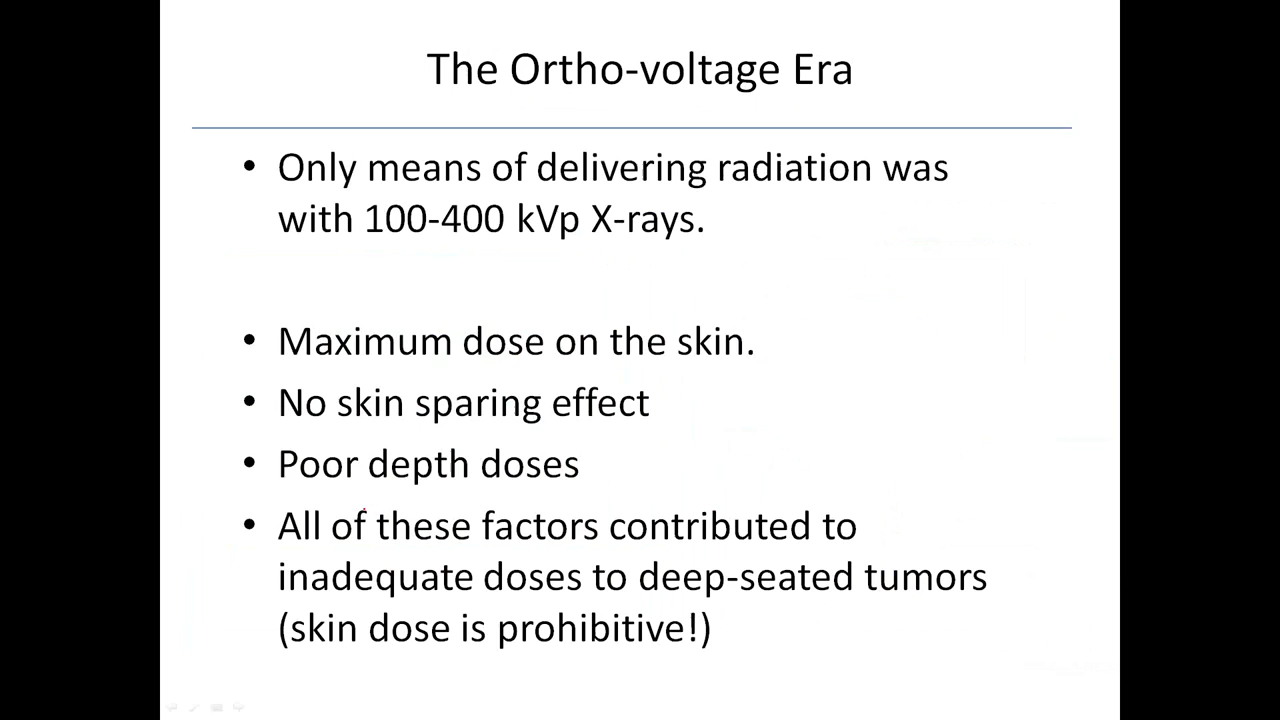 The Ortho-voltage Era
• Only means of delivering radiation was
with 100-400 kVp X-rays.
• Maximum dose on the skin.
• No skin sparing effect
• Poor depth doses
• All of these factors contributed to
inadequate doses to deep-seated tumors
(skin dose is prohibitive!)